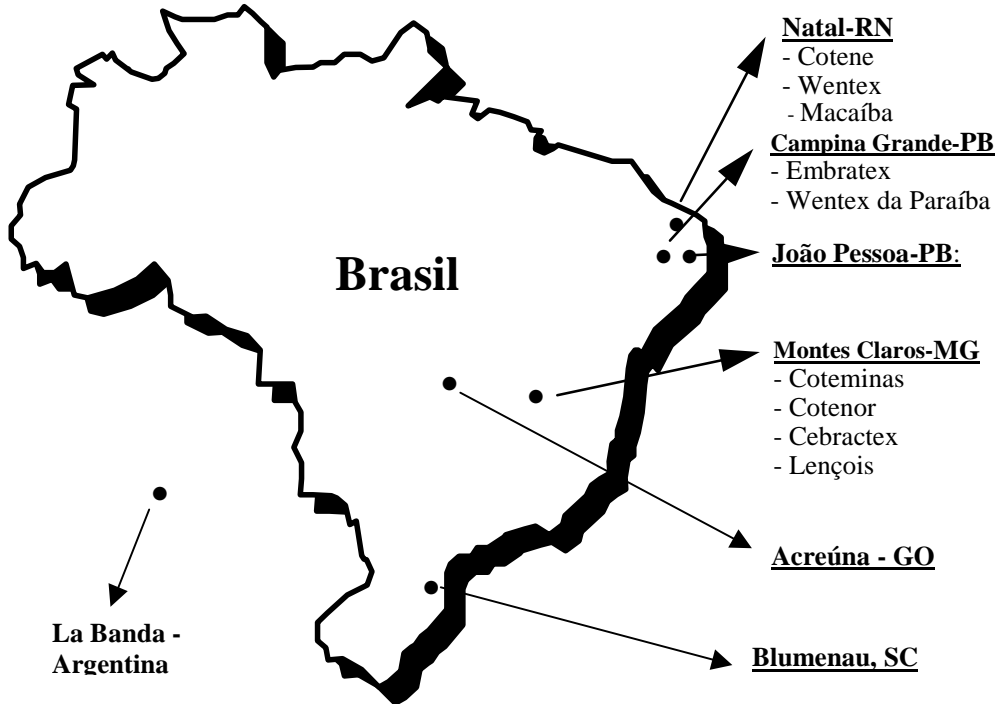 Natal-RN
- Cotene
- Wentex
- Macaíba
Campina Grande-PB
- Embratex
- Wentex da Paraíba
João Pessoa-PB:
Brasil
Montes Claros-MG
- Coteminas
- Cotenor
- Cebractex
- Lençois
Acreúna - GO
La Banda -
Argentina
Blumenau, SC